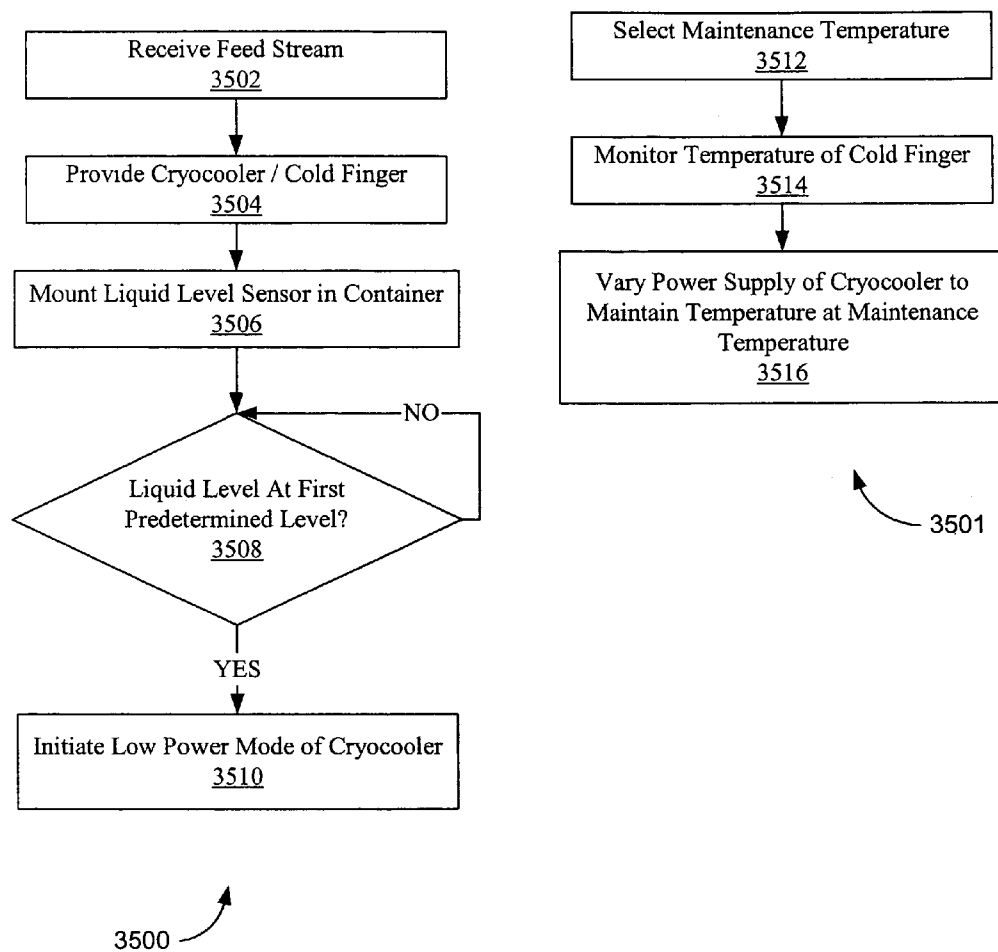 Receive Feed Stream
3502
Provide Cryocooler / Cold Finger
3504
Mount Liquid Level Sensor in Container
3506
NO
Liquid Level At First
Predetermined Level?
3508
YES
Initiate Low Power Mode of Cryocooler
3510
3500
Select Maintenance Temperature
3512
Monitor Temperature of Cold Finger
3514
Vary Power Supply of Cryocooler to
Maintain Temperature at Maintenance
Temperature
3516
3501